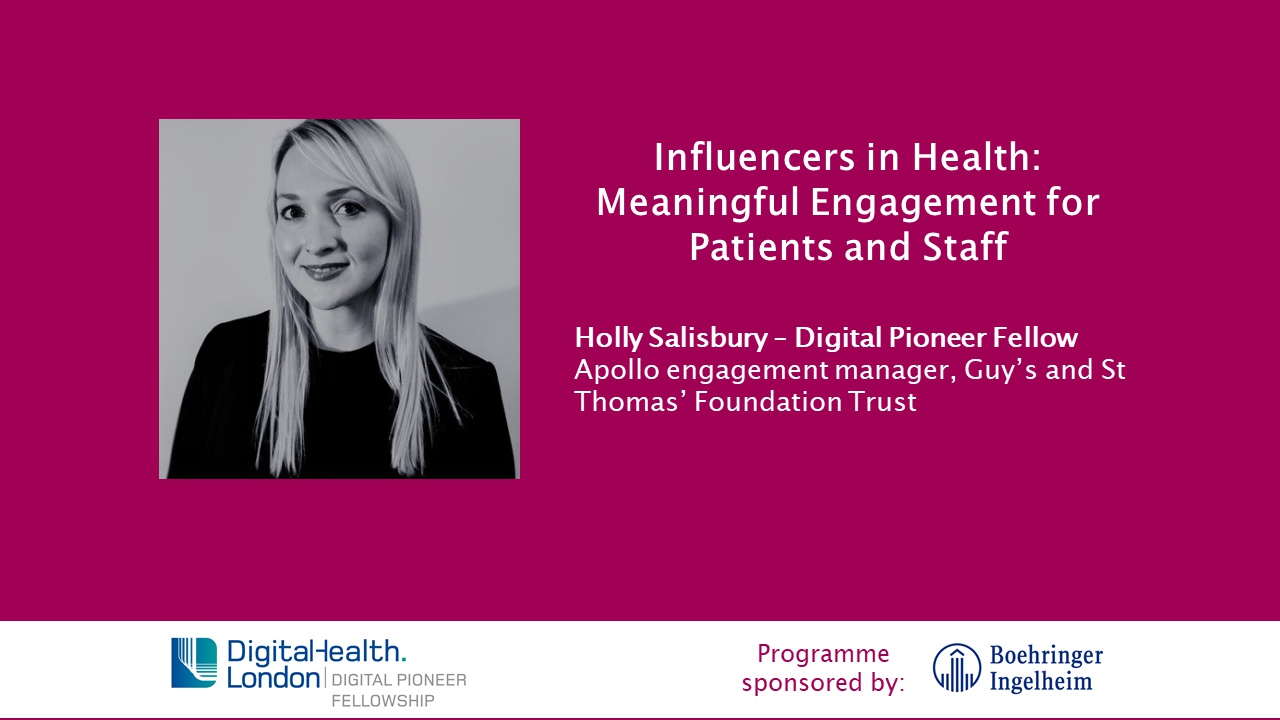 Influencers in Health:
Meaningful Engagement for
Patients and Staff
Holly Salisbury – Digital Pioneer Fellow
Apollo engagement manager, Guy’s and St
Thomas’ Foundation Trust
DigitalHealth.
London
DIGITAL PIONEER
FELLOWSHIP
Programme
sponsored by:
Boehringer
Ingelheim